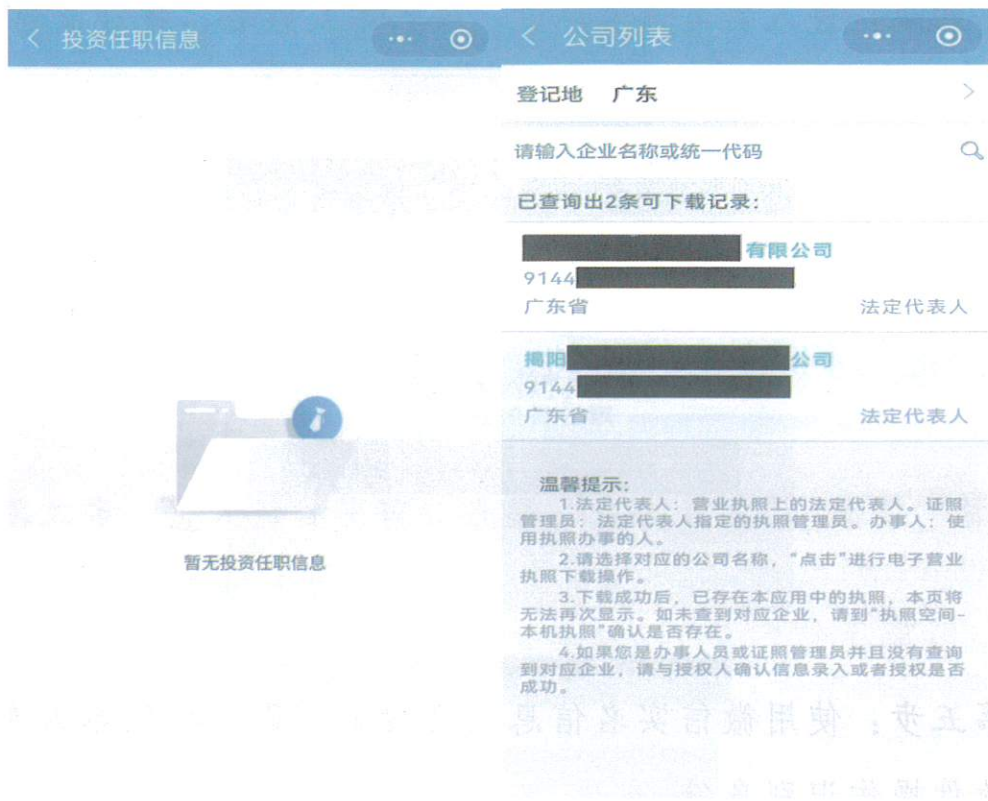 投资任职信息
暂无投资任职信息
公司列表
登记地 广东
请输入企业名称或统一代码
已查询出2条可下载记录：
有限公司
9144
广东省 法定代表人
揭阳 公司
9144
广东省 法定代表人
温馨提示：
1.法定代表人：营业执照上的法定代表人。证照
管理员：法定代表人指定的执照管理员。办事人：使
用执照办事的人。
2.请选择对应的公司名称，“点击”进行电子营业
执照下载操作。
3.下载成功后，已存在本应用中的执照，本页将
无法再次显示。如未查到对应企业，请到“执照空间-
本机执照”确认是否存在。
4.如果您是办事人员或证照管理员并且没有查询
到对应企业，请与授权人确认信息录入或者授权是否
成功。